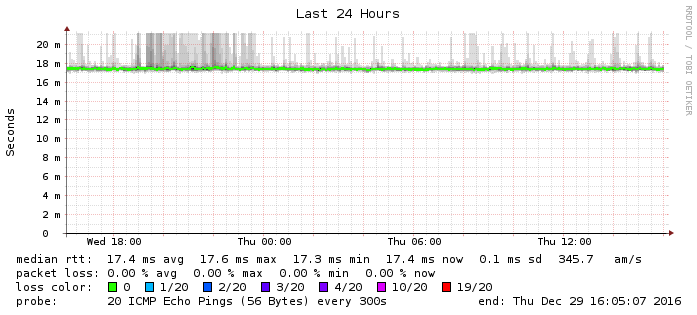 Last 24 Hours
RRDTOOL / TOBI OETIKER
Seconds
20 m
18 m
16 m
14 m
12 m
10 m
8 m
6 m
4 m
2 m
0
Wed 18:00 Thu 00:00 Thu 06:00 Thu 12:00
median rtt: 17.4 ms avg 17.6 ms max 17.3 ms min 17.4 ms now 0.1 ms sd 345.7 am/s
packet loss: 0.00 % avg 0.00 % max 0.00 % min 0.00 % now
loss color: 0 1/20 2/20 3/20 4/20 10/20 19/20
probe: 20 ICMP Echo Pings (56 Bytes) every 300s end: Thu Dec 29 16:05:07 2016